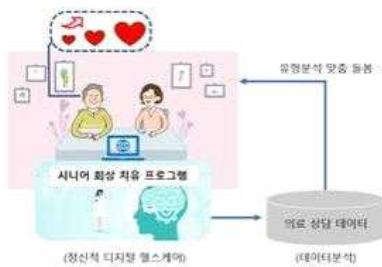 유형분석 맞춤 돌봄
시니어 회상 치유 프로그램
의료 상담 데이터
(정신적 디지털 헬스케어)
(데이터분석)